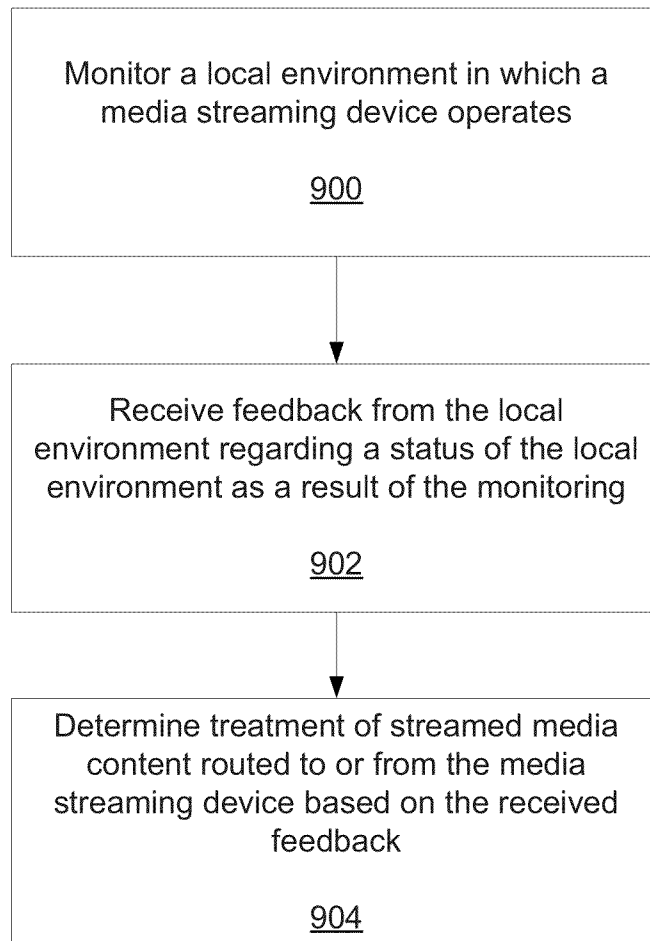 Monitor a local environment in which a
media streaming device operates
900
Receive feedback from the local
environment regarding a status of the local
environment as a result of the monitoring
902
Determine treatment of streamed media
content routed to or from the media
streaming device based on the received
feedback
904